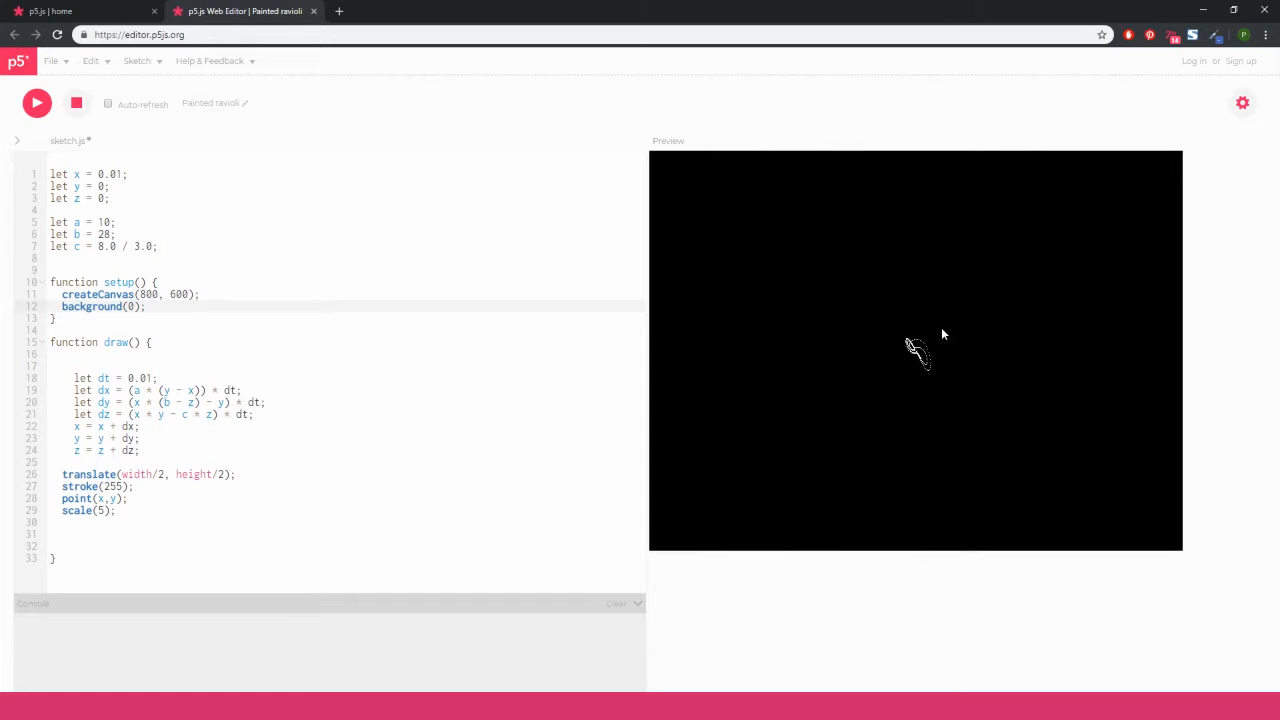 p5.js | home
p5.js Web Editor | Painted ravioli
https://editor.p5js.org
14
P
p5*
File
Edit
Sketch
Help & Feedback
Log in or Sign up
Auto-refresh
Painted ravioli
sketch.js
Preview
1 let x = 0.01;
2 let y = 0;
3 let z = 0;
4
5 let a = 10;
6 let b = 28;
7 let c = 8.0 / 3.0;
8
9
10 function setup() {
11 createCanvas(800, 600);
12 background(0);
13 }
14
15 function draw() {
16
17
18 let dt = 0.01;
19 let dx = (a * (y - x)) * dt;
20 let dy = (x * (b - z) - y) * dt;
21 let dz = (x * y - c * z) * dt;
22 x = x + dx;
23 y = y + dy;
24 z = z + dz;
25
26 translate(width/2, height/2);
27 stroke(255);
28 point(x,y);
29 scale(5);
30
31
32
33 }
Console
Clear